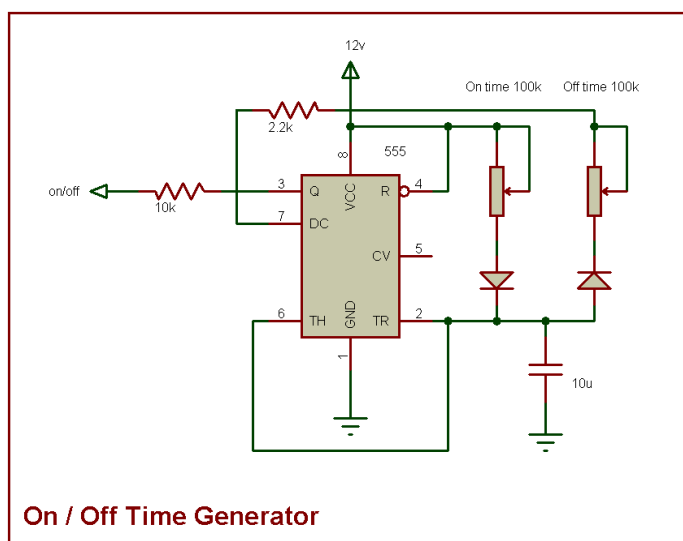 12v
On time 100k
Off time 100k
2.2k
8
555
on/off
10k
3
Q
VCC
R
4
7
DC
CV
5
6
TH
GND
TR
2
1
10u
On / Off Time Generator